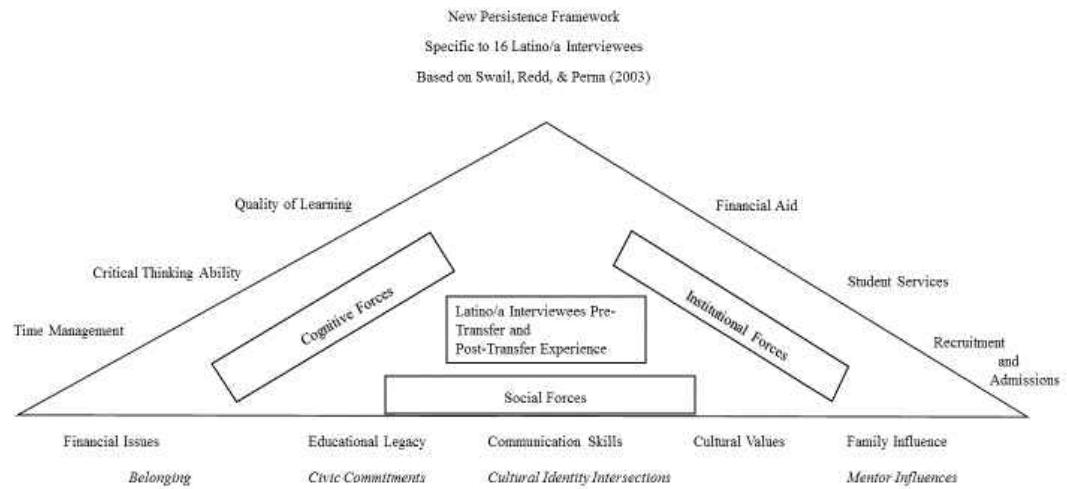 New Persistence Framework
Specific to 16 Latino/a Interviewees
Based on Swail, Redd, & Perna (2003)
Quality of Learning
Financial Aid
Critical Thinking Ability
Student Services
Time Management
Cognitive Forces
Latino/a Interviewees Pre-
Transfer and
Post-Transfer Experience
Institutional Forces
Recruitment
and
Admissions
Social Forces
Financial Issues
Educational Legacy
Communication Skills
Cultural Values
Family Influence
Belonging
Civic Commitments
Cultural Identity Intersections
Mentor Influences